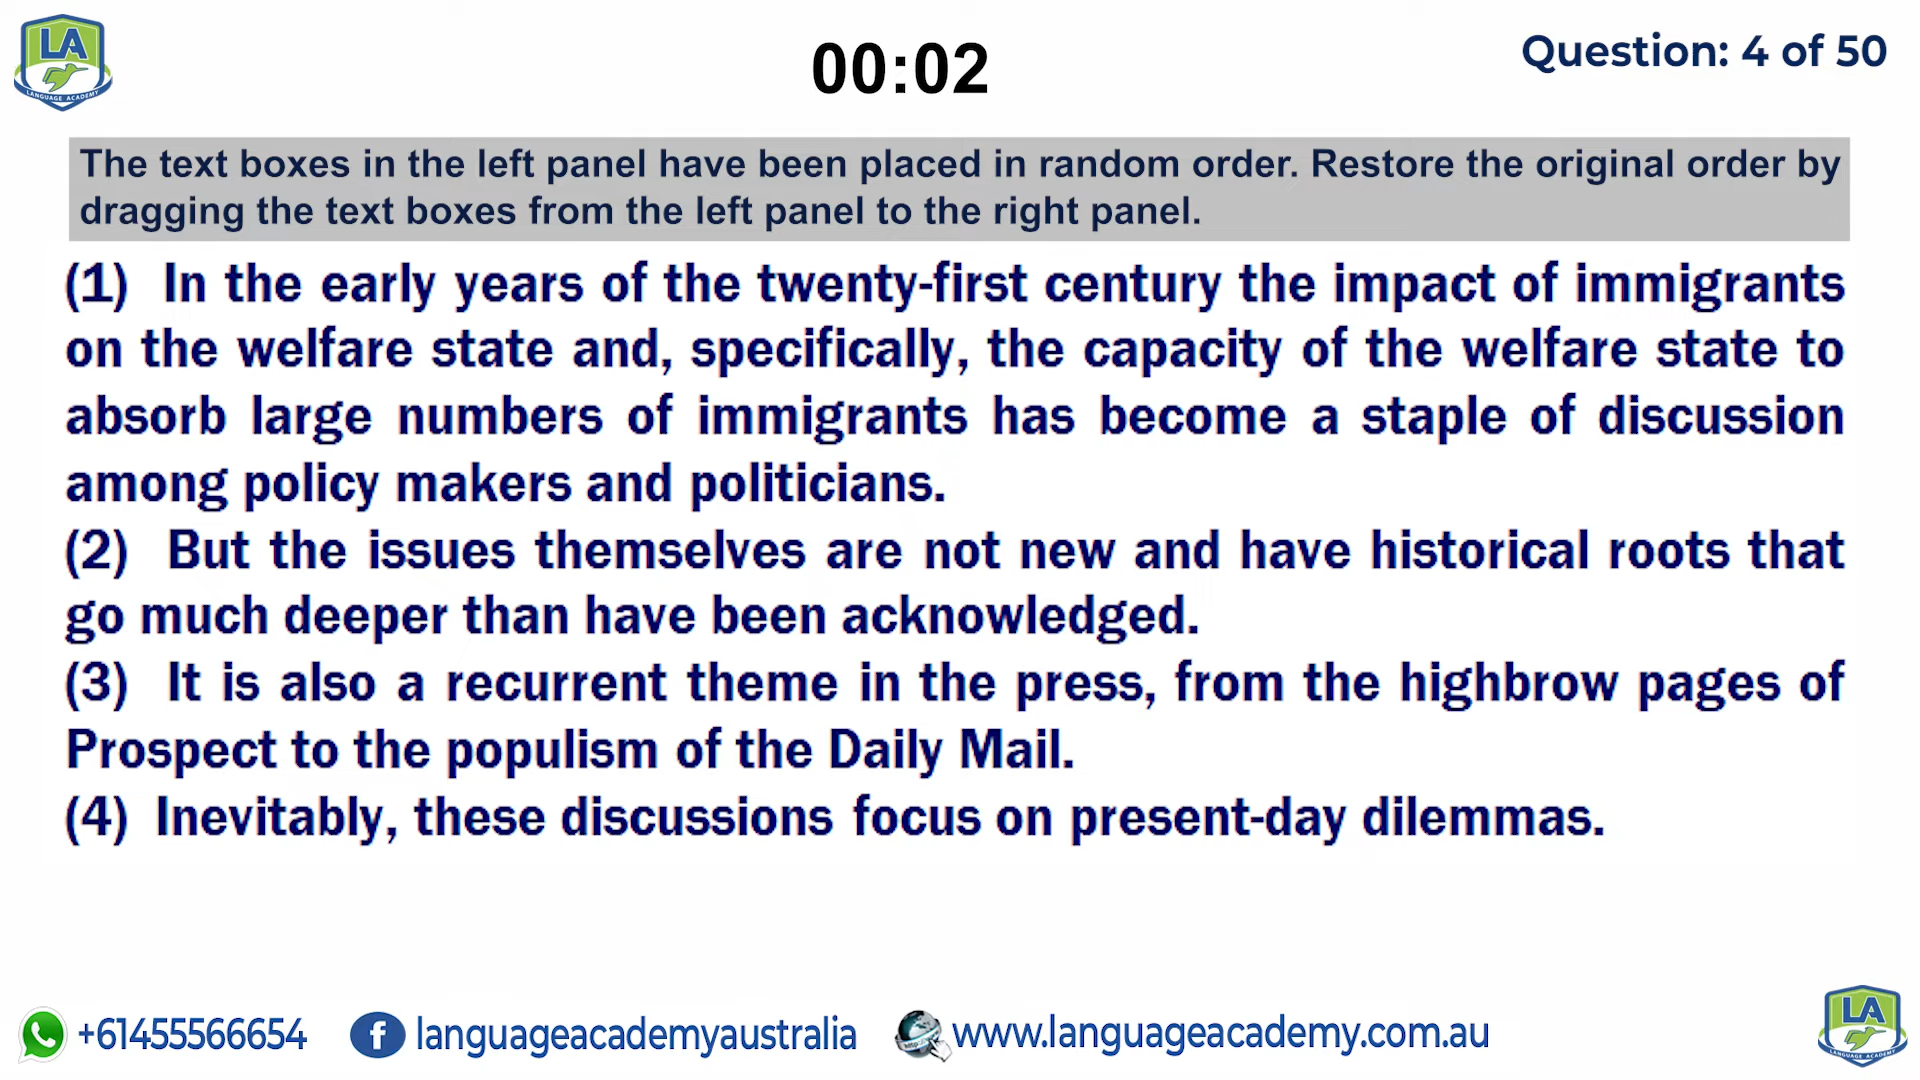 LA
LANGUAGE ACADEMY
00:02
Question: 4 of 50
The text boxes in the left panel have been placed in random order. Restore the original order by
dragging the text boxes from the left panel to the right panel.
(1) In the early years of the twenty-first century the impact of immigrants
on the welfare state and, specifically, the capacity of the welfare state to
absorb large numbers of immigrants has become a staple of discussion
among policy makers and politicians.
(2) But the issues themselves are not new and have historical roots that
go much deeper than have been acknowledged.
(3) It is also a recurrent theme in the press, from the highbrow pages of
Prospect to the populism of the Daily Mail.
(4) Inevitably, these discussions focus on present-day dilemmas.
+61455566654 languageacademyaustralia www.languageacademy.com.au
LA
LANGUAGE ACADEMY